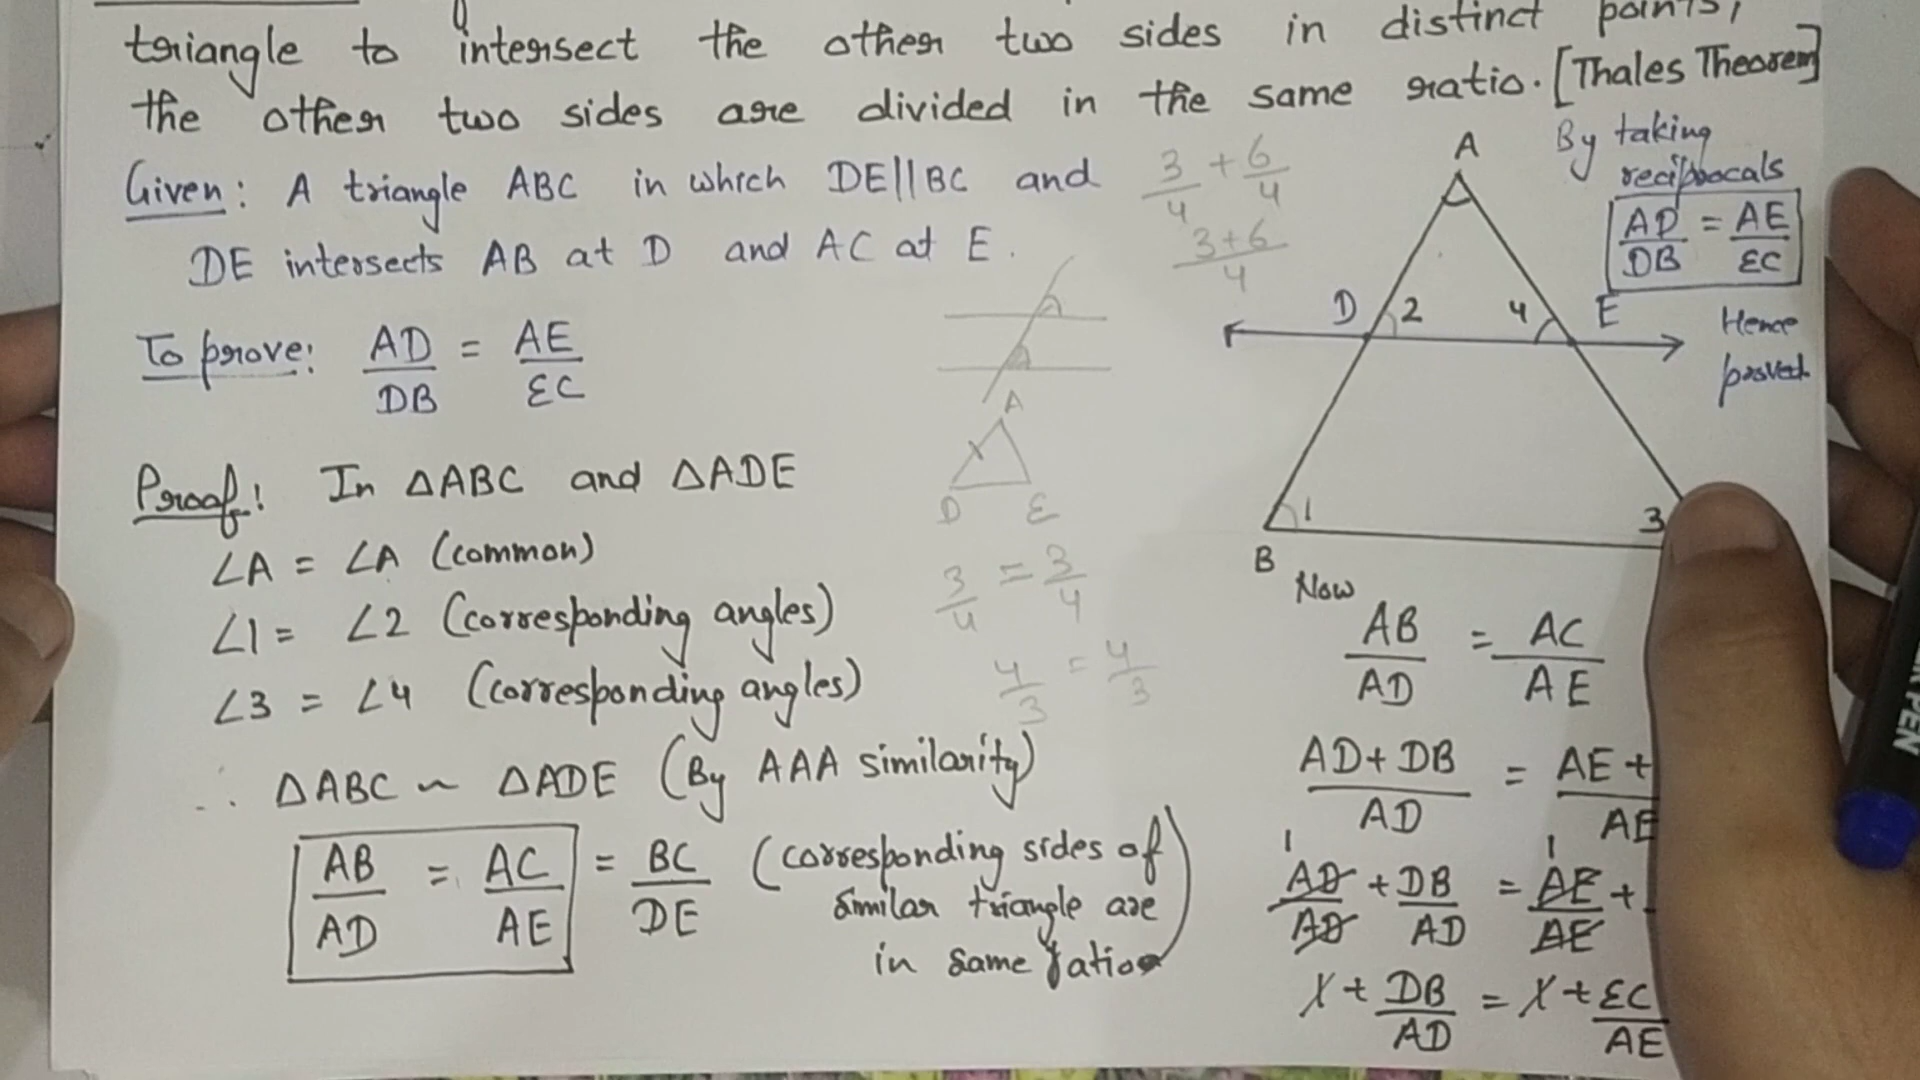 triangle to intersect the other two sides in distinct points,
the other two sides are divided in the same ratio. [Thales Theorem]
Given: A triangle ABC in which DE||BC and
DE intersects AB at D and AC at E.
To prove: AD/DB = AE/EC
Proof: In △ABC and △ADE
∠A = ∠A (common)
∠1 = ∠2 (corresponding angles)
∠3 = ∠4 (corresponding angles)
∴ △ABC ~ △ADE (By AAA similarity)
AB/AD = AC/AE = BC/DE (corresponding sides of
similar triangle are
in same ratio)
3/4 + 6/4
3+6/4
A
D E
3/4 = 3/4
4/3 = 4/3
A
D 2 4 E
B 1 3
By taking
reciprocals
AD/DB = AE/EC
Hence
proved
Now
AB/AD = AC/AE
AD+DB/AD = AE+/AE
1 1
AD/AD + DB/AD = AE/AE +
1 + DB/AD = 1 + EC/AE
PEN